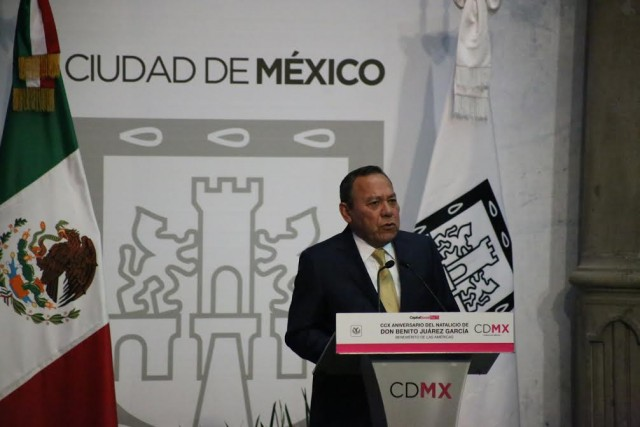 CIUDAD DE MÉXICO
CCX ANIVERSARIO DEL NATALICIO DE
DON BENITO JUÁREZ GARCÍA
BENEMÉRITO DE LAS AMÉRICAS
CDMX
CDMX